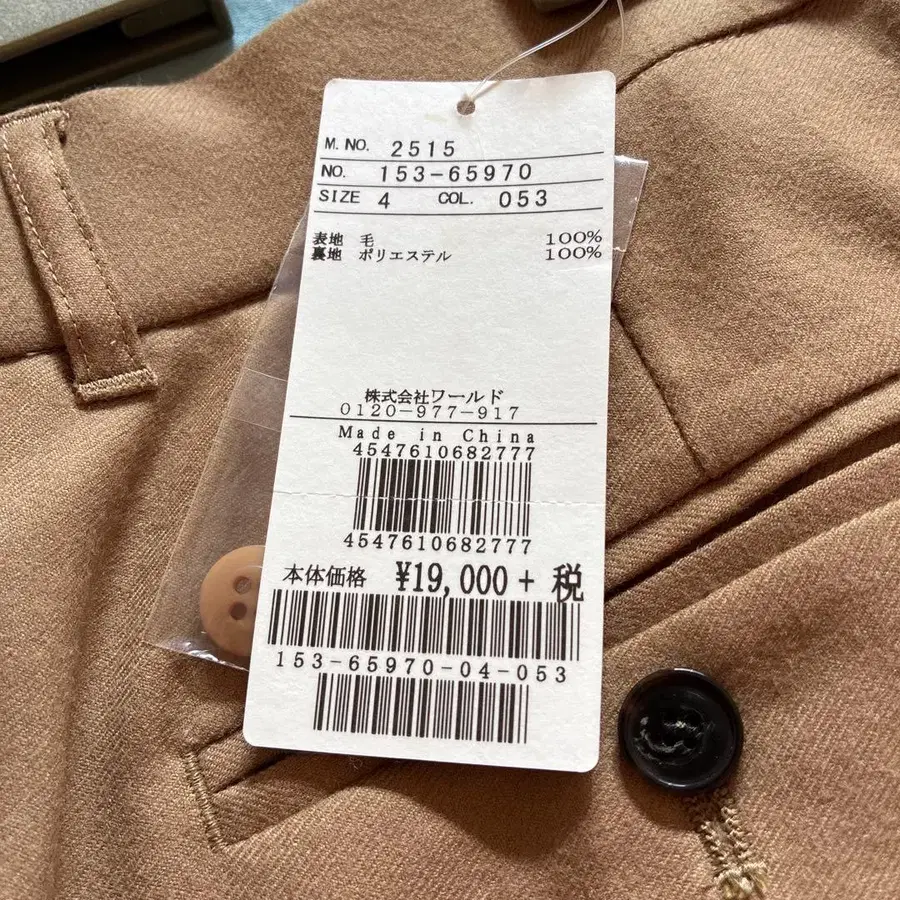 M. NO. 2515
NO. 153-65970
SIZE 4 COL. 053
表地 毛 100%
裏地 ポリエステル 100%
株式会社ワールド
0120-977-917
Made in China
4547610682777
4547610682777
本体価格 ¥19,000 + 税
153-65970-04-053